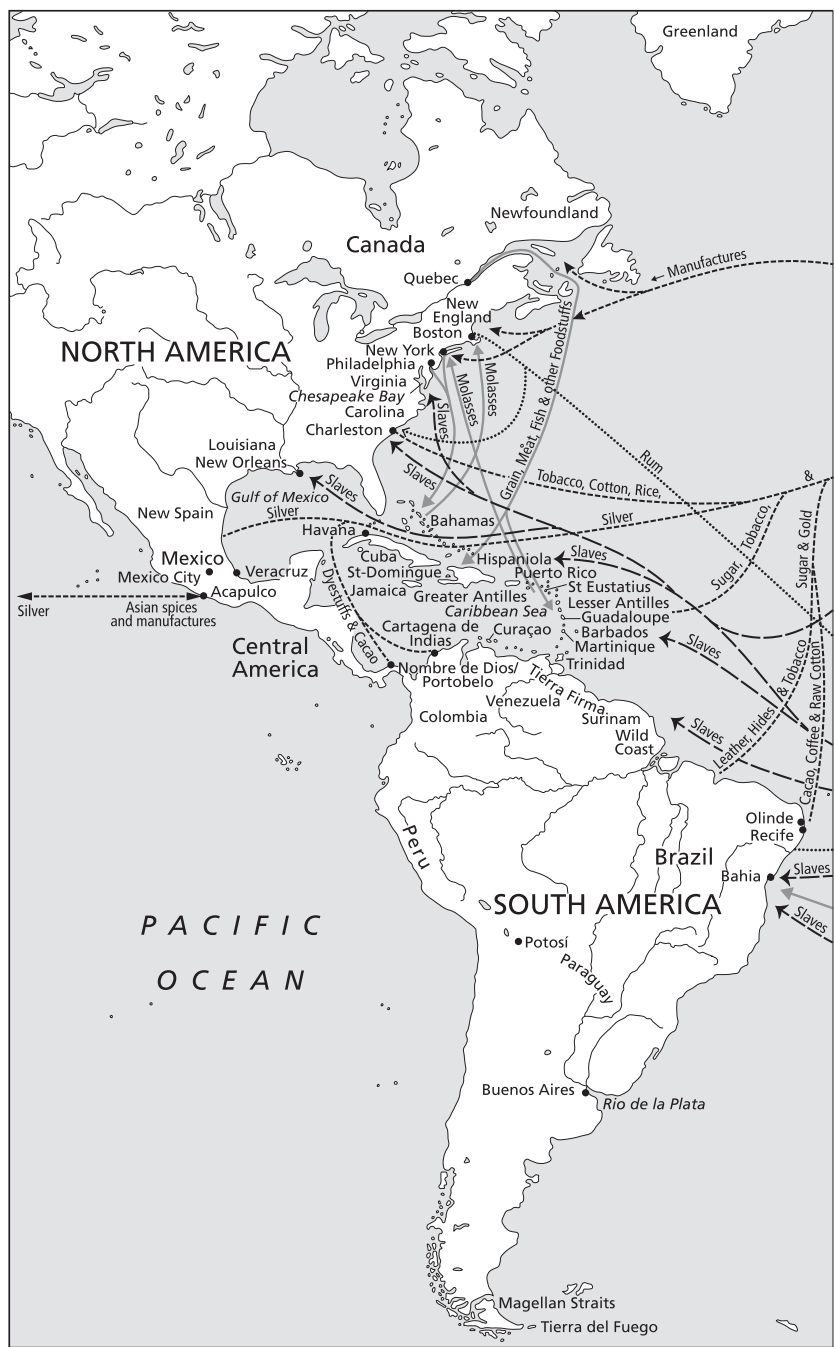 Greenland
Newfoundland
Canada
Quebec
Manufactures
New
England
Boston
NORTH AMERICA
New York
Philadelphia
Virginia
Chesapeake Bay
Carolina
Charleston
Molasses
Molasses
Slaves
Grain, Meat, Fish & other Foodstuffs
Rum
Louisiana
New Orleans
Slaves
Slaves
Tobacco, Cotton, Rice,
&
Gulf of Mexico
Silver
Silver
New Spain
Bahamas
Havana
Sugar, Tobacco,
Sugar & Gold
Mexico
Mexico City
Veracruz
Acapulco
Cuba
St-Domingue
Jamaica
Hispaniola
Slaves
Puerto Rico
St Eustatius
Greater Antilles
Lesser Antilles
Caribbean Sea
Guadaloupe
Silver
Asian spices
and manufactures
Dyestuffs & Cacao
Cartagena de
Indias
Curaçao
Barbados
Martinique
Slaves
Trinidad
Central
America
Nombre de Dios/
Portobelo
Tierra Firma
Venezuela
Colombia
Surinam
Wild
Coast
Slaves
Leather, Hides & Tobacco
Cacao, Coffee & Raw Cotton
Olinde
Recife
Peru
Brazil
Bahia
Slaves
SOUTH AMERICA
Slaves
PACIFIC
OCEAN
Potosí
Paraguay
Buenos Aires
Rio de la Plata
Magellan Straits
Tierra del Fuego